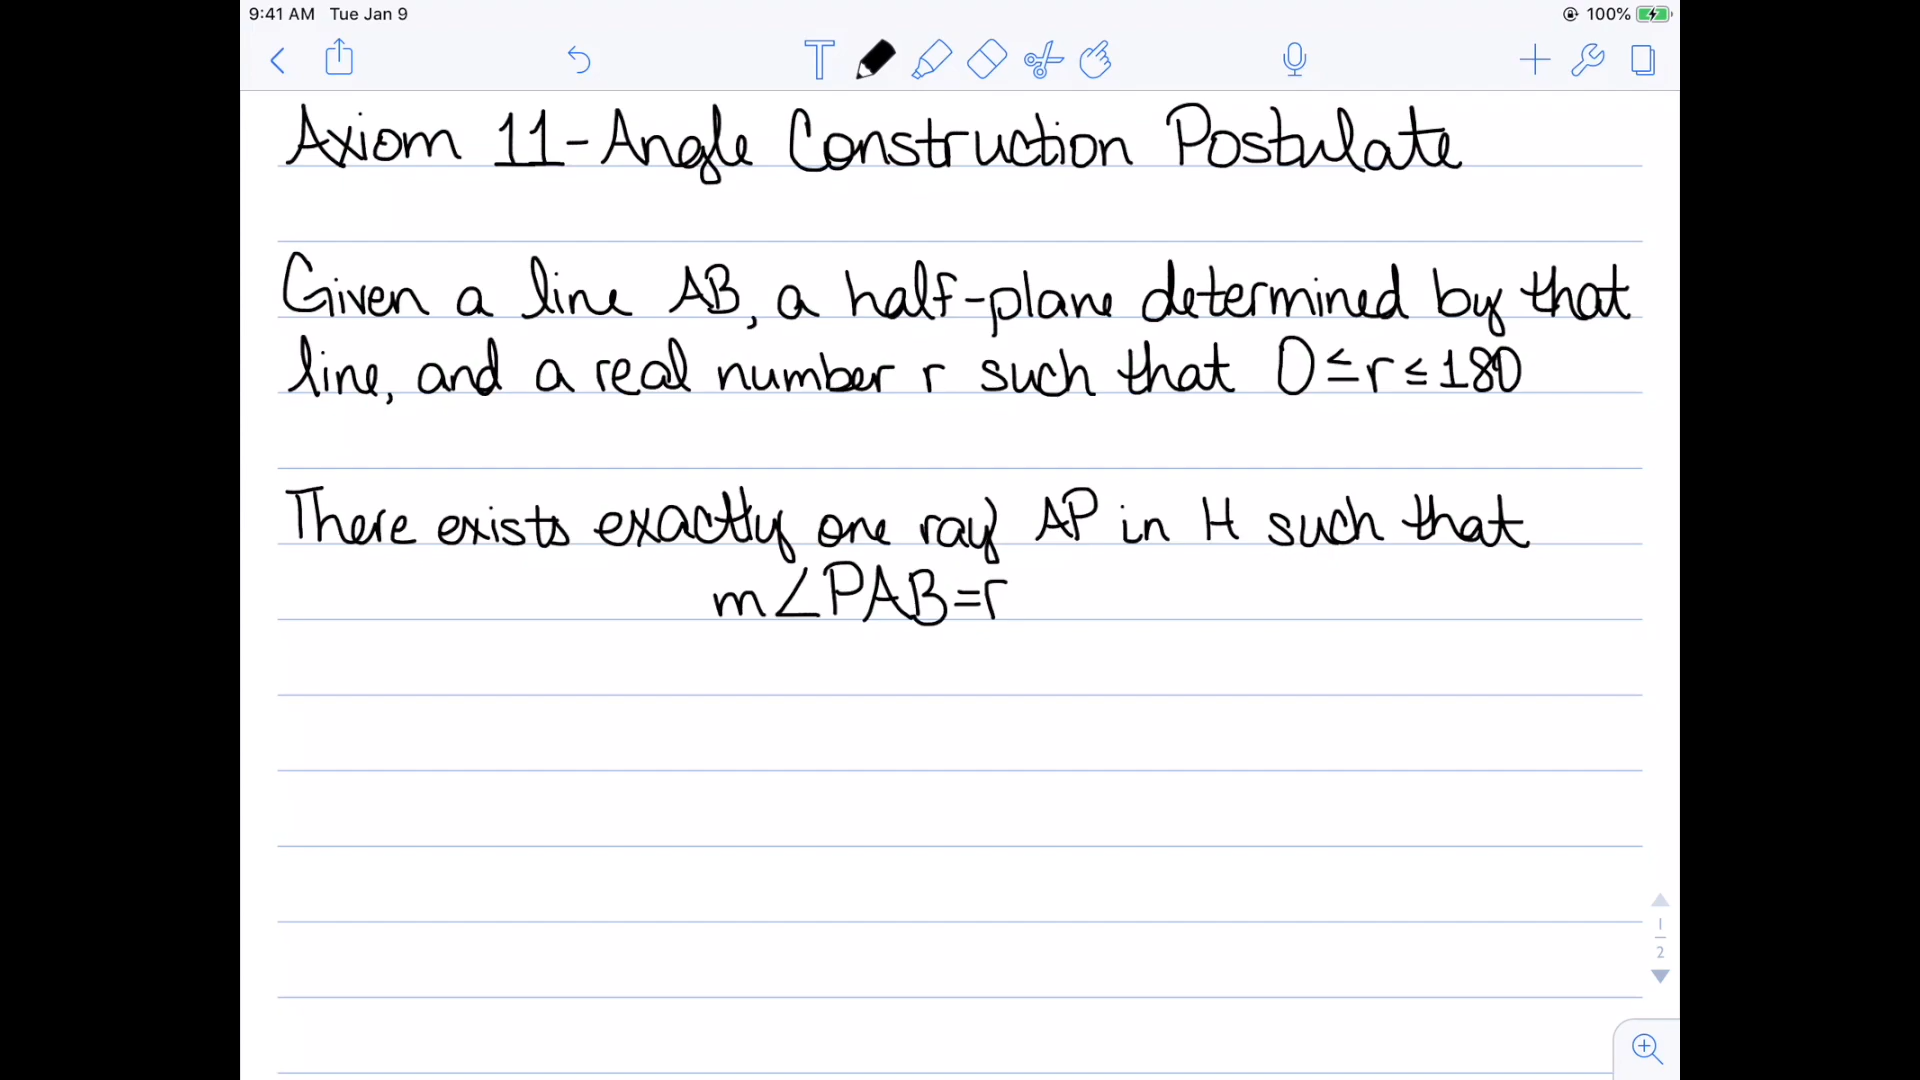 9:41 AM Tue Jan 9
100%
T
Axiom 11-Angle Construction Postulate
Given a line AB, a half-plane determined by that
line, and a real number r such that 0≤r≤180
There exists exactly one ray AP in H such that
m∠PAB=r
1
2